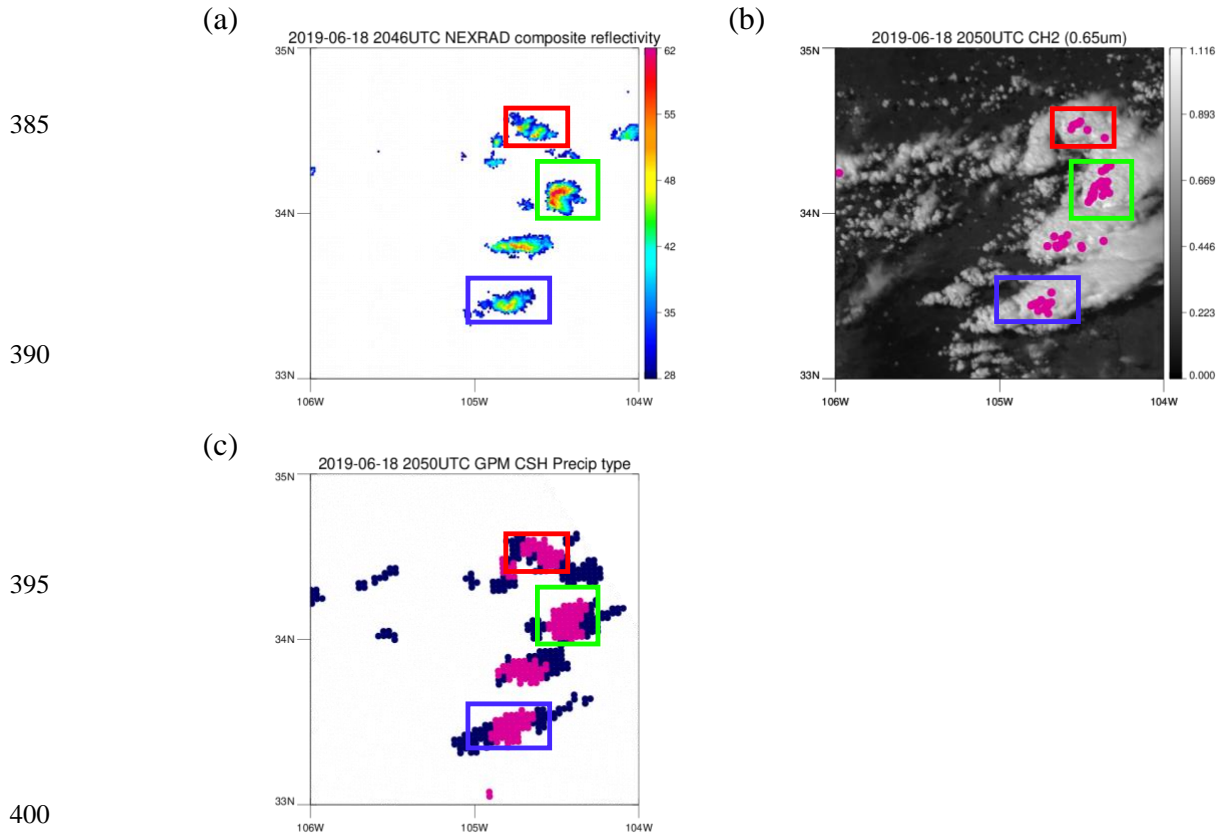 (a)
2019-06-18 2046UTC NEXRAD composite reflectivity
35N
34N
33N
106W
105W
104W
62
55
48
42
35
28
(b)
2019-06-18 2050UTC CH2 (0.65um)
35N
34N
33N
106W
105W
104W
1.116
0.893
0.669
0.446
0.223
0.000
385
390
(c)
2019-06-18 2050UTC GPM CSH Precip type
35N
34N
33N
106W
105W
104W
395
400